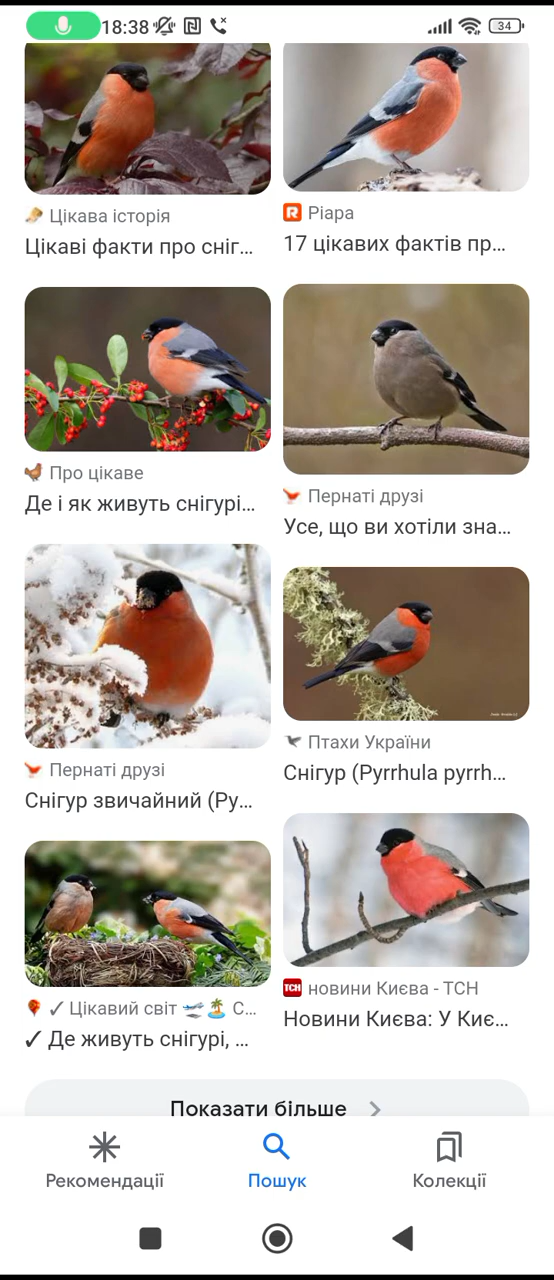 18:38
34
Цікава історія
Цікаві факти про сніг...
Ріара
17 цікавих фактів пр...
Про цікаве
Де і як живуть снігурі...
Пернаті друзі
Усе, що ви хотіли зна...
Пернаті друзі
Снігур звичайний (Ру...
Птахи України
Снігур (Pyrrhula pyrrh...
✓ Цікавий світ 🛫🏝 С...
✓ Де живуть снігурі, ...
ТСН
новини Києва - ТСН
Новини Києва: У Киє...
Показати більше
Рекомендації
Пошук
Колекції